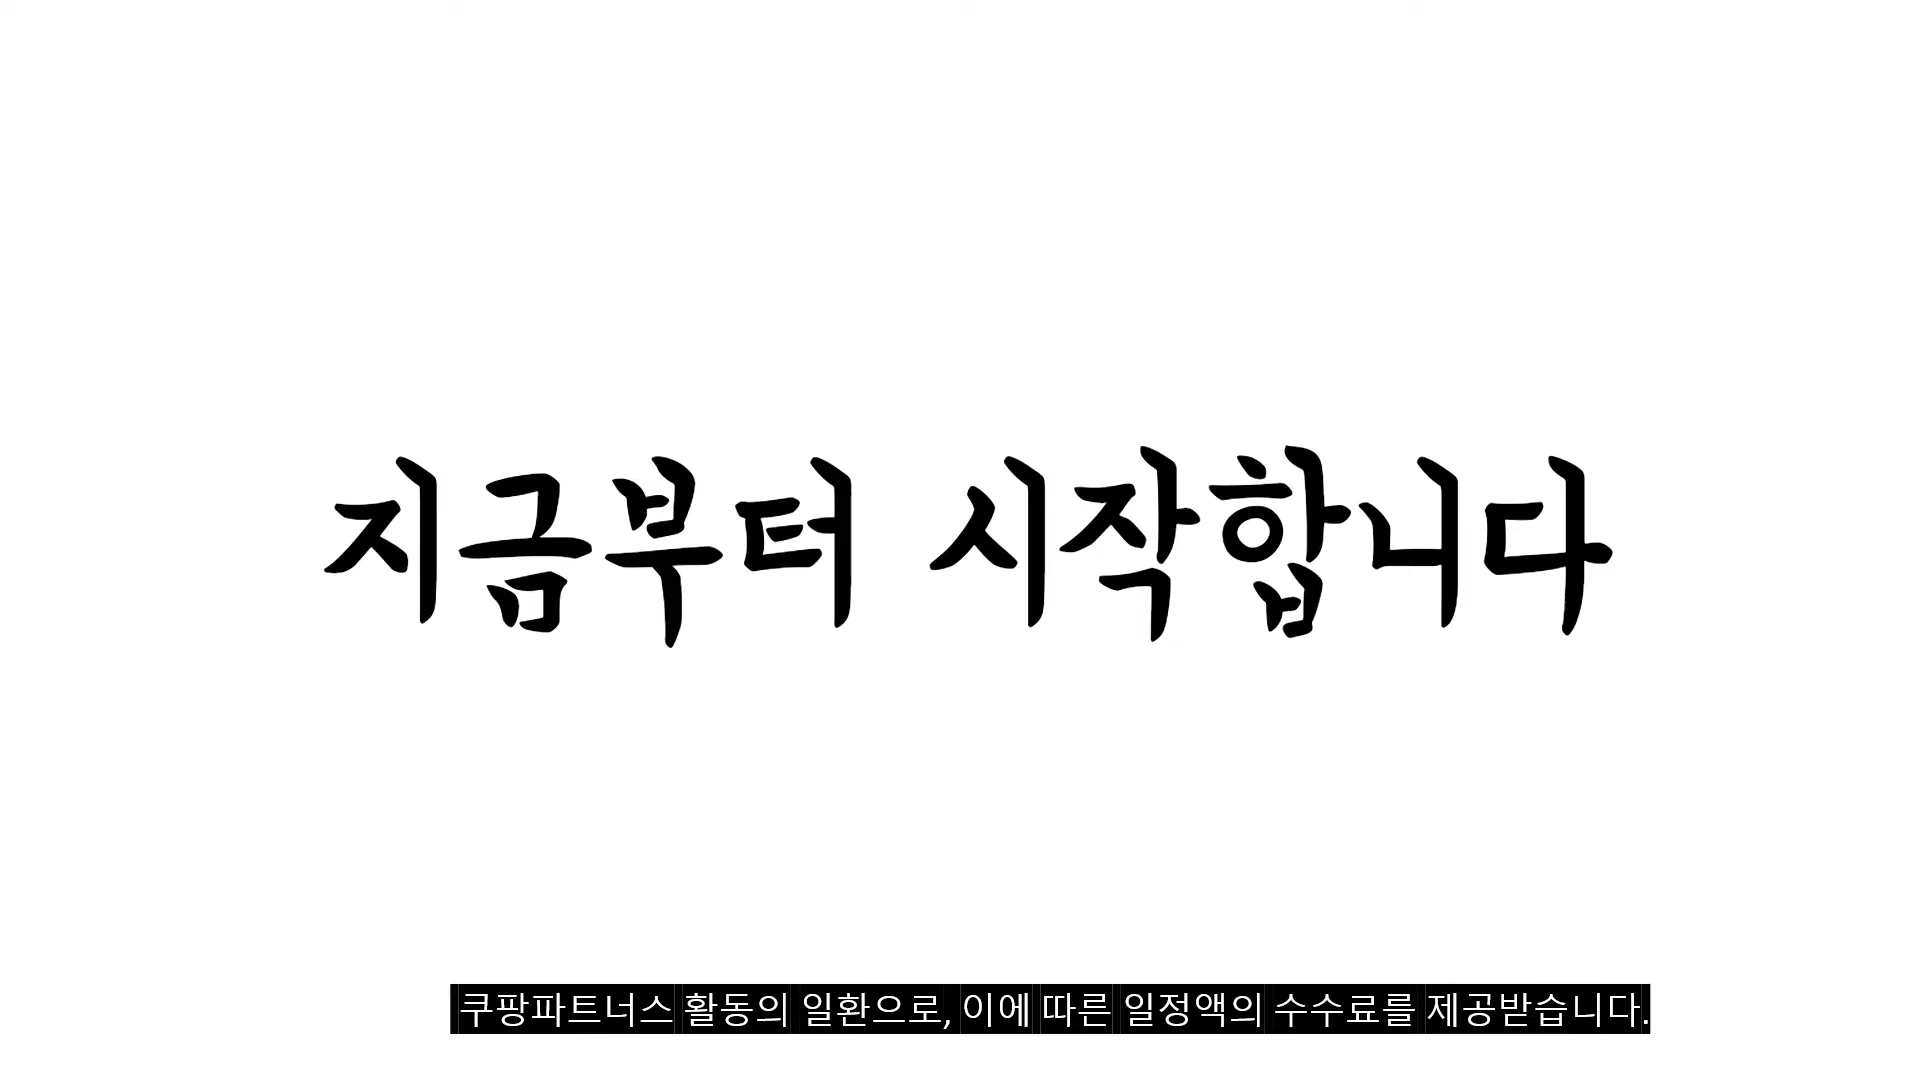 지금부터 시작합니다
쿠팡파트너스 활동의 일환으로, 이에 따른 일정액의 수수료를 제공받습니다.